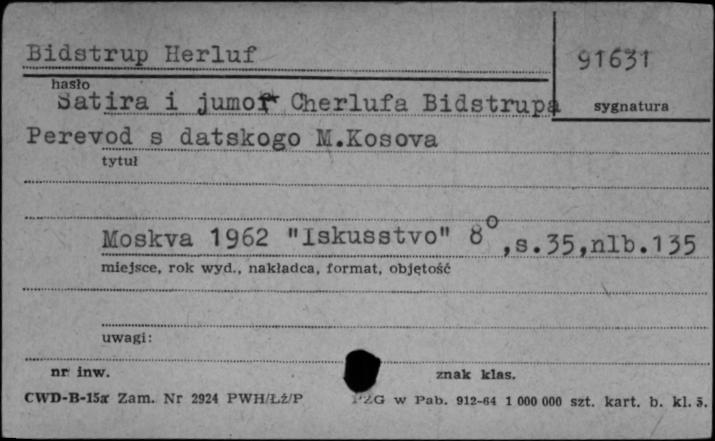 Bidstrup Herluf
91631
hasło
Satira i jumor Cherlufa Bidstrupa
sygnatura
Perevod s datskogo M.Kosova
tytuł
Moskva 1962 "Iskusstvo" 8°,s.35,nlb.135
miejsce, rok wyd., nakładca, format, objętość
uwagi:
nr inw.
znak klas.
CWD-B-15a Zam. Nr 2924 PWH/Łż/P
PZG w Pab. 912-64 1 000 000 szt. kart. b. kl. 5.